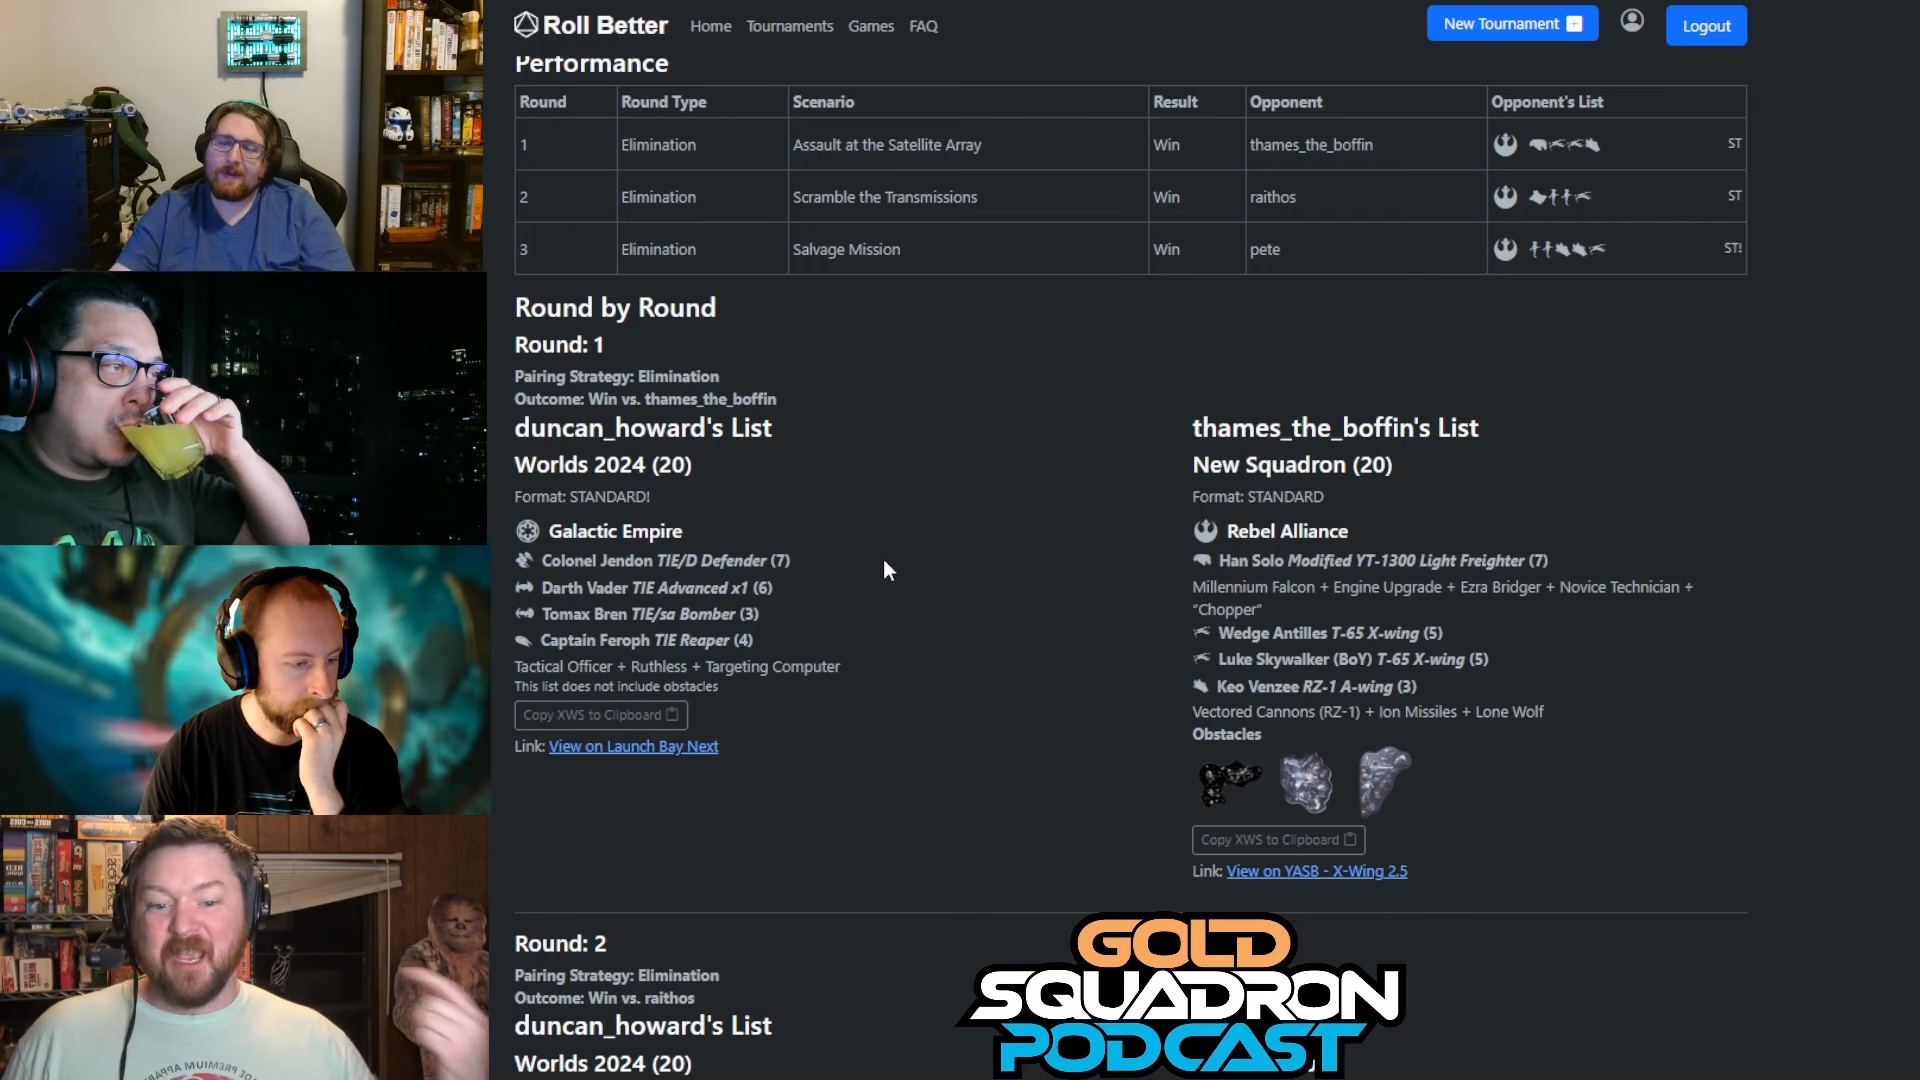 Roll Better
Home
Tournaments
Games
FAQ
New Tournament
Logout
Performance
Round
Round Type
Scenario
Result
Opponent
Opponent's List
1
Elimination
Assault at the Satellite Array
Win
thames_the_boffin
ST
2
Elimination
Scramble the Transmissions
Win
raithos
ST
3
Elimination
Salvage Mission
Win
pete
ST!
Round by Round
Round: 1
Pairing Strategy: Elimination
Outcome: Win vs. thames_the_boffin
duncan_howard's List
Worlds 2024 (20)
Format: STANDARD!
Galactic Empire
Colonel Jendon TIE/D Defender (7)
Darth Vader TIE Advanced x1 (6)
Tomax Bren TIE/sa Bomber (3)
Captain Feroph TIE Reaper (4)
Tactical Officer + Ruthless + Targeting Computer
This list does not include obstacles
Copy XWS to Clipboard
Link: View on Launch Bay Next
thames_the_boffin's List
New Squadron (20)
Format: STANDARD
Rebel Alliance
Han Solo Modified YT-1300 Light Freighter (7)
Millennium Falcon + Engine Upgrade + Ezra Bridger + Novice Technician +
“Chopper”
Wedge Antilles T-65 X-wing (5)
Luke Skywalker (BoY) T-65 X-wing (5)
Keo Venzee RZ-1 A-wing (3)
Vectored Cannons (RZ-1) + Ion Missiles + Lone Wolf
Obstacles
Copy XWS to Clipboard
Link: View on YASB - X-Wing 2.5
Round: 2
Pairing Strategy: Elimination
Outcome: Win vs. raithos
duncan_howard's List
Worlds 2024 (20)
GOLD
SQUADRON
PODCAST